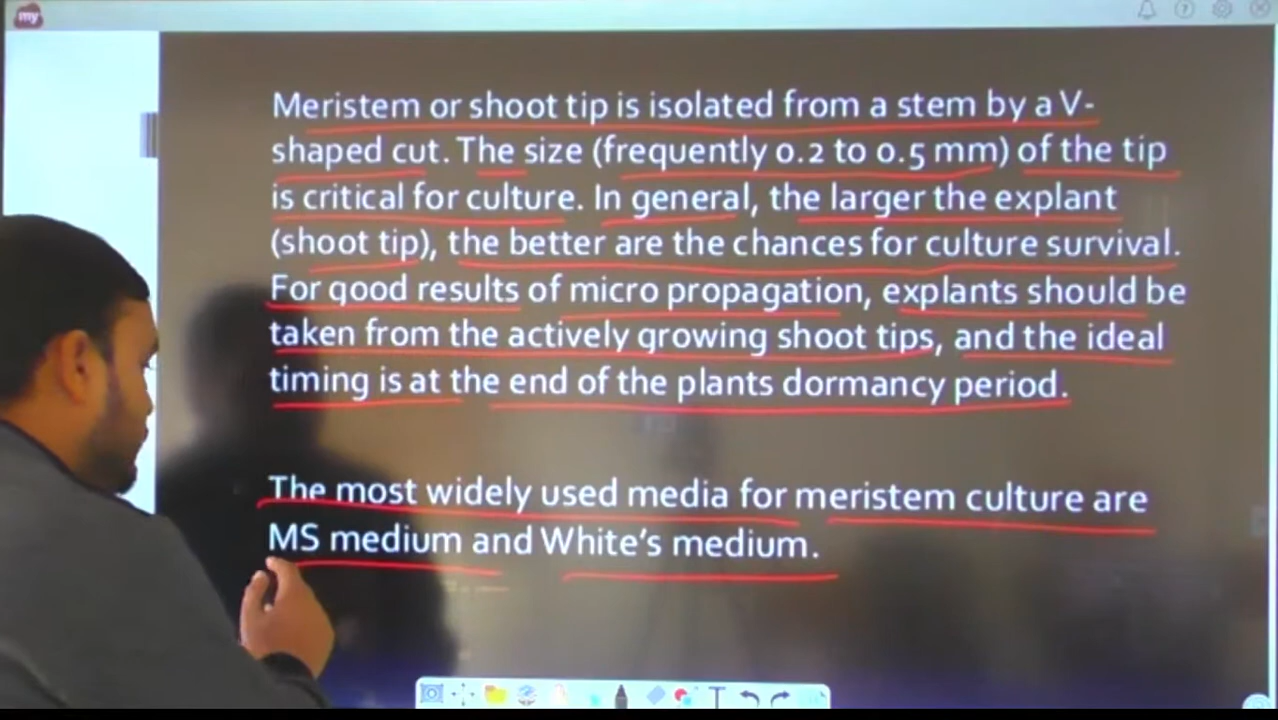 my
Meristem or shoot tip is isolated from a stem by a V-
shaped cut. The size (frequently 0.2 to 0.5 mm) of the tip
is critical for culture. In general, the larger the explant
(shoot tip), the better are the chances for culture survival.
For good results of micro propagation, explants should be
taken from the actively growing shoot tips, and the ideal
timing is at the end of the plants dormancy period.
The most widely used media for meristem culture are
MS medium and White's medium.
T